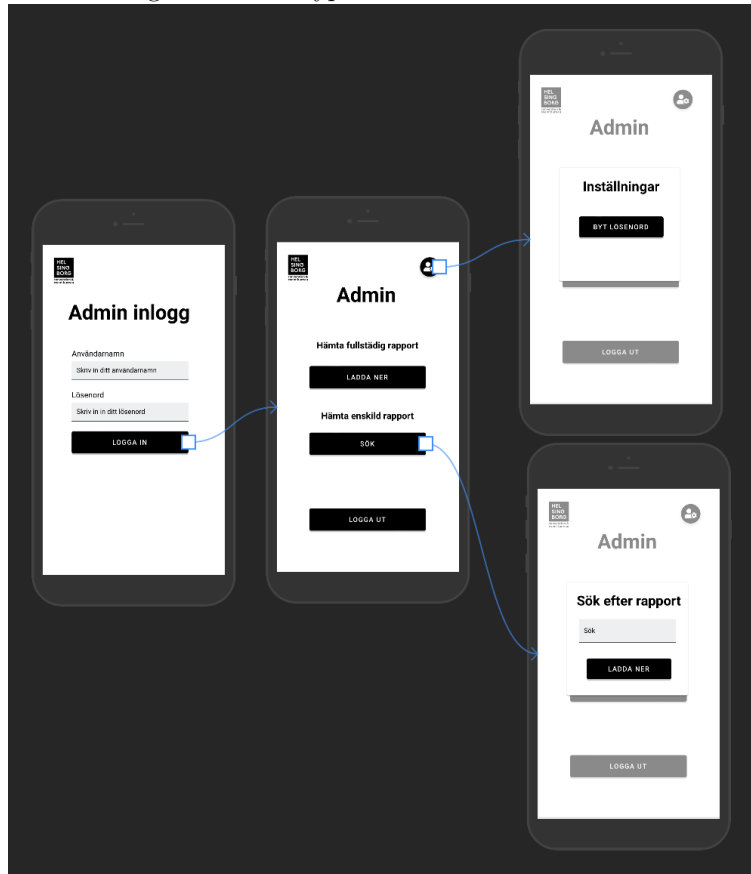 HEL
SING
BORG
Admin inlogg
Användarnamn
Skriv in ditt användarnamn
Lösenord
Skriv in in ditt lösenord
LOGGA IN
HEL
SING
BORG
Admin
Hämta fullstädig rapport
LADDA NER
Hämta enskild rapport
SÖK
LOGGA UT
HEL
SING
BORG
Admin
Inställningar
BYT LÖSENORD
LOGGA UT
HEL
SING
BORG
Admin
Sök efter rapport
Sök
LADDA NER
LOGGA UT